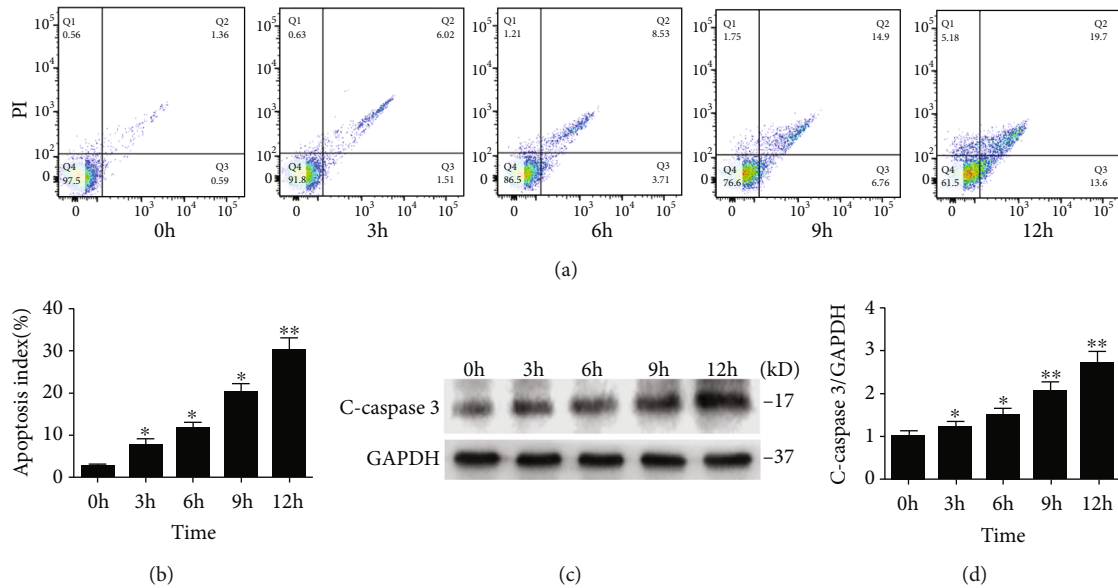 Q1
0.56
Q2
1.36
Q4
97.5
Q3
0.59
10^5
10^4
10^3
10^2
0
PI
0
10^3
10^4
10^5
0h
Q1
0.63
Q2
6.02
Q4
91.8
Q3
1.51
10^5
10^4
10^3
10^2
0
0
10^3
10^4
10^5
3h
Q1
1.21
Q2
8.53
Q4
86.5
Q3
3.71
10^5
10^4
10^3
10^2
0
0
10^3
10^4
10^5
6h
Q1
1.75
Q2
14.9
Q4
76.6
Q3
6.76
10^5
10^4
10^3
10^2
0
0
10^3
10^4
10^5
9h
Q1
5.18
Q2
19.7
Q4
61.5
Q3
13.6
10^5
10^4
10^3
10^2
0
0
10^3
10^4
10^5
12h
(a)
Apoptosis index(%)
40
30
20
10
0
*
*
*
**
0h 3h 6h 9h 12h
Time
(b)
0h 3h 6h 9h 12h (kD)
C-caspase 3 –17
GAPDH –37
(c)
C-caspase 3/GAPDH
4
3
2
1
0
*
*
**
**
0h 3h 6h 9h 12h
Time
(d)